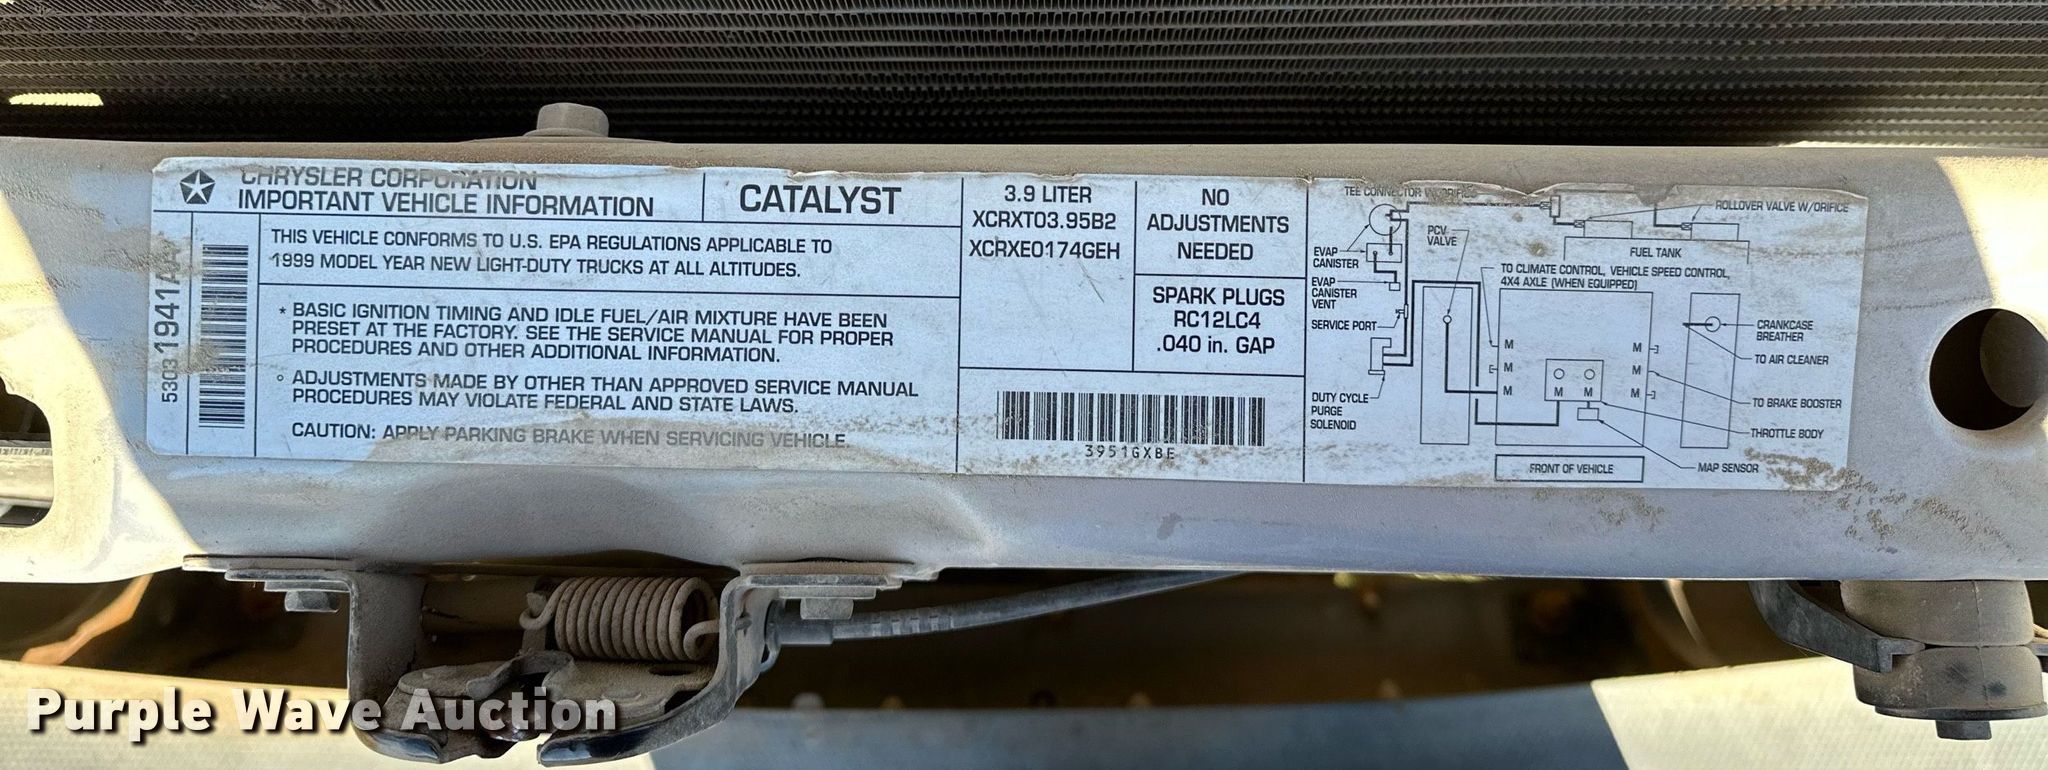 CHRYSLER CORPORATION
IMPORTANT VEHICLE INFORMATION
CATALYST
53031941AA
THIS VEHICLE CONFORMS TO U.S. EPA REGULATIONS APPLICABLE TO
1999 MODEL YEAR NEW LIGHT-DUTY TRUCKS AT ALL ALTITUDES.
* BASIC IGNITION TIMING AND IDLE FUEL/AIR MIXTURE HAVE BEEN
PRESET AT THE FACTORY. SEE THE SERVICE MANUAL FOR PROPER
PROCEDURES AND OTHER ADDITIONAL INFORMATION.
° ADJUSTMENTS MADE BY OTHER THAN APPROVED SERVICE MANUAL
PROCEDURES MAY VIOLATE FEDERAL AND STATE LAWS.
CAUTION: APPLY PARKING BRAKE WHEN SERVICING VEHICLE.
3.9 LITER
XCRXT03.95B2
XCRXE0174GEH
3951GXBE
NO
ADJUSTMENTS
NEEDED
SPARK PLUGS
RC12LC4
.040 in. GAP
TEE CONNECTOR W/ORIFICE
ROLLOVER VALVE W/ORIFICE
PCV
VALVE
FUEL TANK
EVAP
CANISTER
TO CLIMATE CONTROL, VEHICLE SPEED CONTROL,
4X4 AXLE (WHEN EQUIPPED)
EVAP
CANISTER
VENT
SERVICE PORT
CRANKCASE
BREATHER
TO AIR CLEANER
M
M
M
M
M
M
M
M
DUTY CYCLE
PURGE
SOLENOID
TO BRAKE BOOSTER
THROTTLE BODY
MAP SENSOR
FRONT OF VEHICLE
Purple Wave Auction